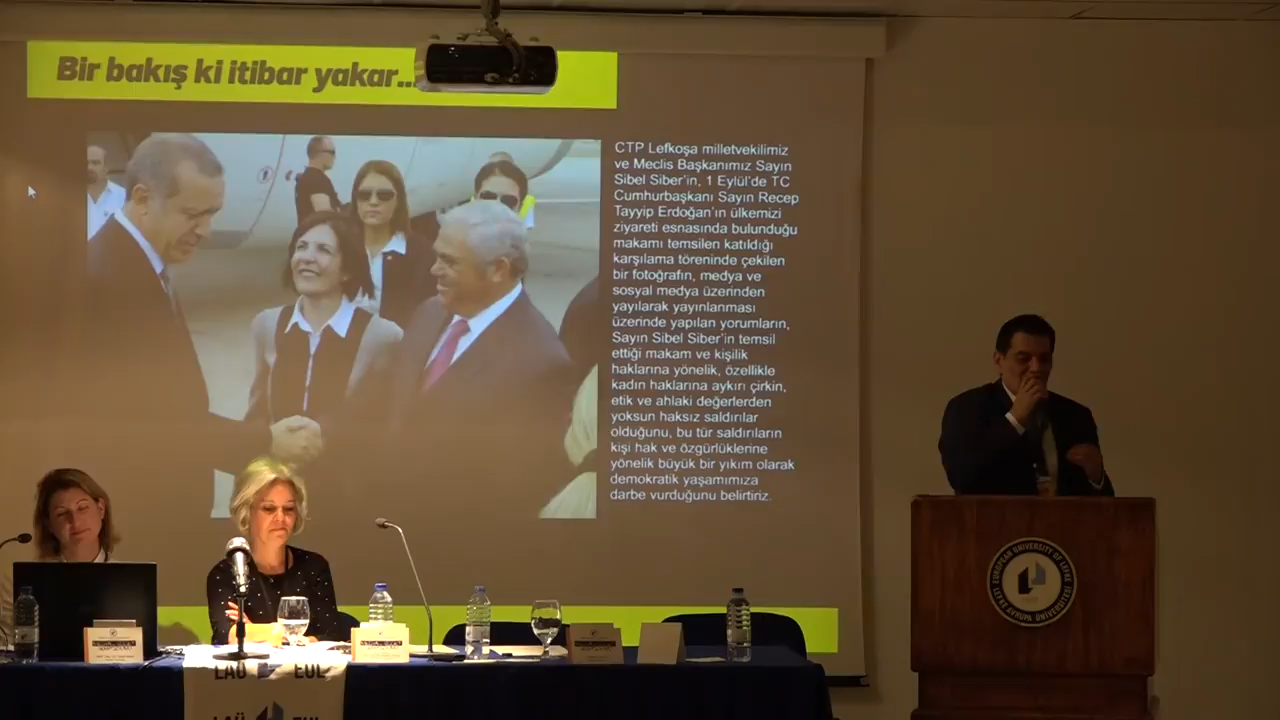 Bir bakış ki itibar yakar...
CTP Lefkoşa milletvekilimiz
ve Meclis Başkanımız Sayın
Sibel Siber'in, 1 Eylül'de TC
Cumhurbaşkanı Sayın Recep
Tayyip Erdoğan'ın ülkemizi
ziyareti esnasında bulunduğu
makamı temsilen katıldığı
karşılama töreninde çekilen
bir fotoğrafın, medya ve
sosyal medya üzerinden
yayılarak yayınlanması
üzerinde yapılan yorumların,
Sayın Sibel Siber'in temsil
ettiği makam ve kişilik
haklarına yönelik, özellikle
kadın haklarına aykırı çirkin,
etik ve ahlaki değerlerden
yoksun haksız saldırılar
olduğunu, bu tür saldırıların
kişi hak ve özgürlüklerine
yönelik büyük bir yıkım olarak
demokratik yaşamımıza
darbe vurduğunu belirtiriz.
EUROPEAN UNIVERSITY OF LEFKE
LEFKE AVRUPA ÜNİVERSİTESİ
LAÜ EUL
LAÜ EUL